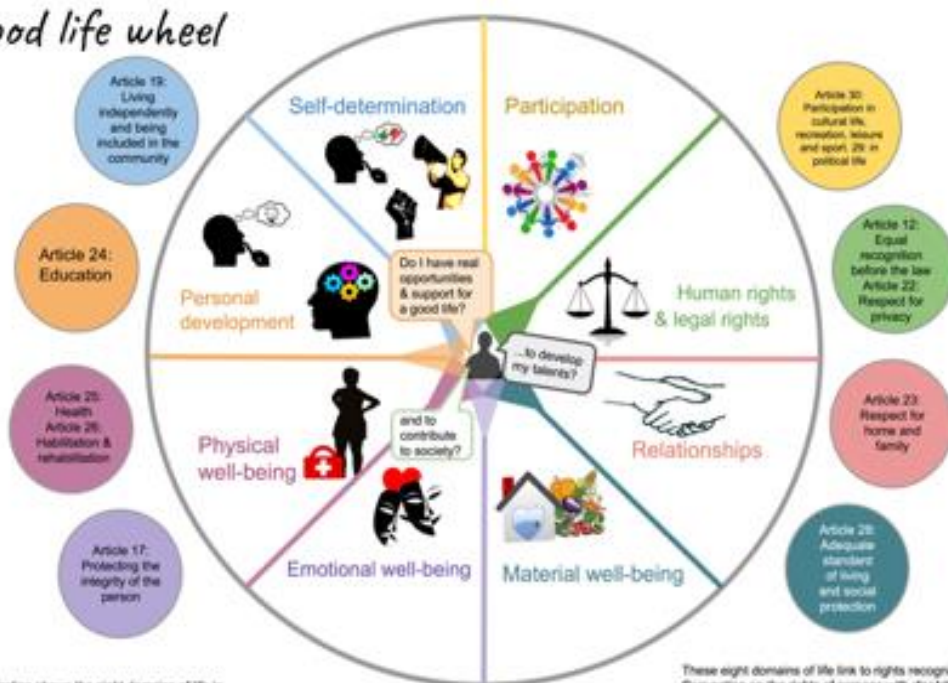 ood life wheel
Article 19:
Living
independently
and being
included in the
community
Self-determination
Participation
Article 30:
Participation in
cultural life,
recreation, leisure
and sport. 29: in
political life
Article 24:
Education
Personal
development
Do I have real
opportunities
& support for
a good life?
Human rights
& legal rights
Article 12:
Equal
recognition
before the law
Article 22:
Respect for
privacy
...to develop
my talents?
Article 25:
Health
Article 26:
Habilitation &
rehabilitation
Physical
well-being
and to
contribute
to society?
Relationships
Article 23:
Respect for
home and
family
Article 17:
Protecting the
integrity of the
person
Emotional well-being
Material well-being
Article 28:
Adequate
standard
of living
and social
protection
These eight domains of life link to rights recogn